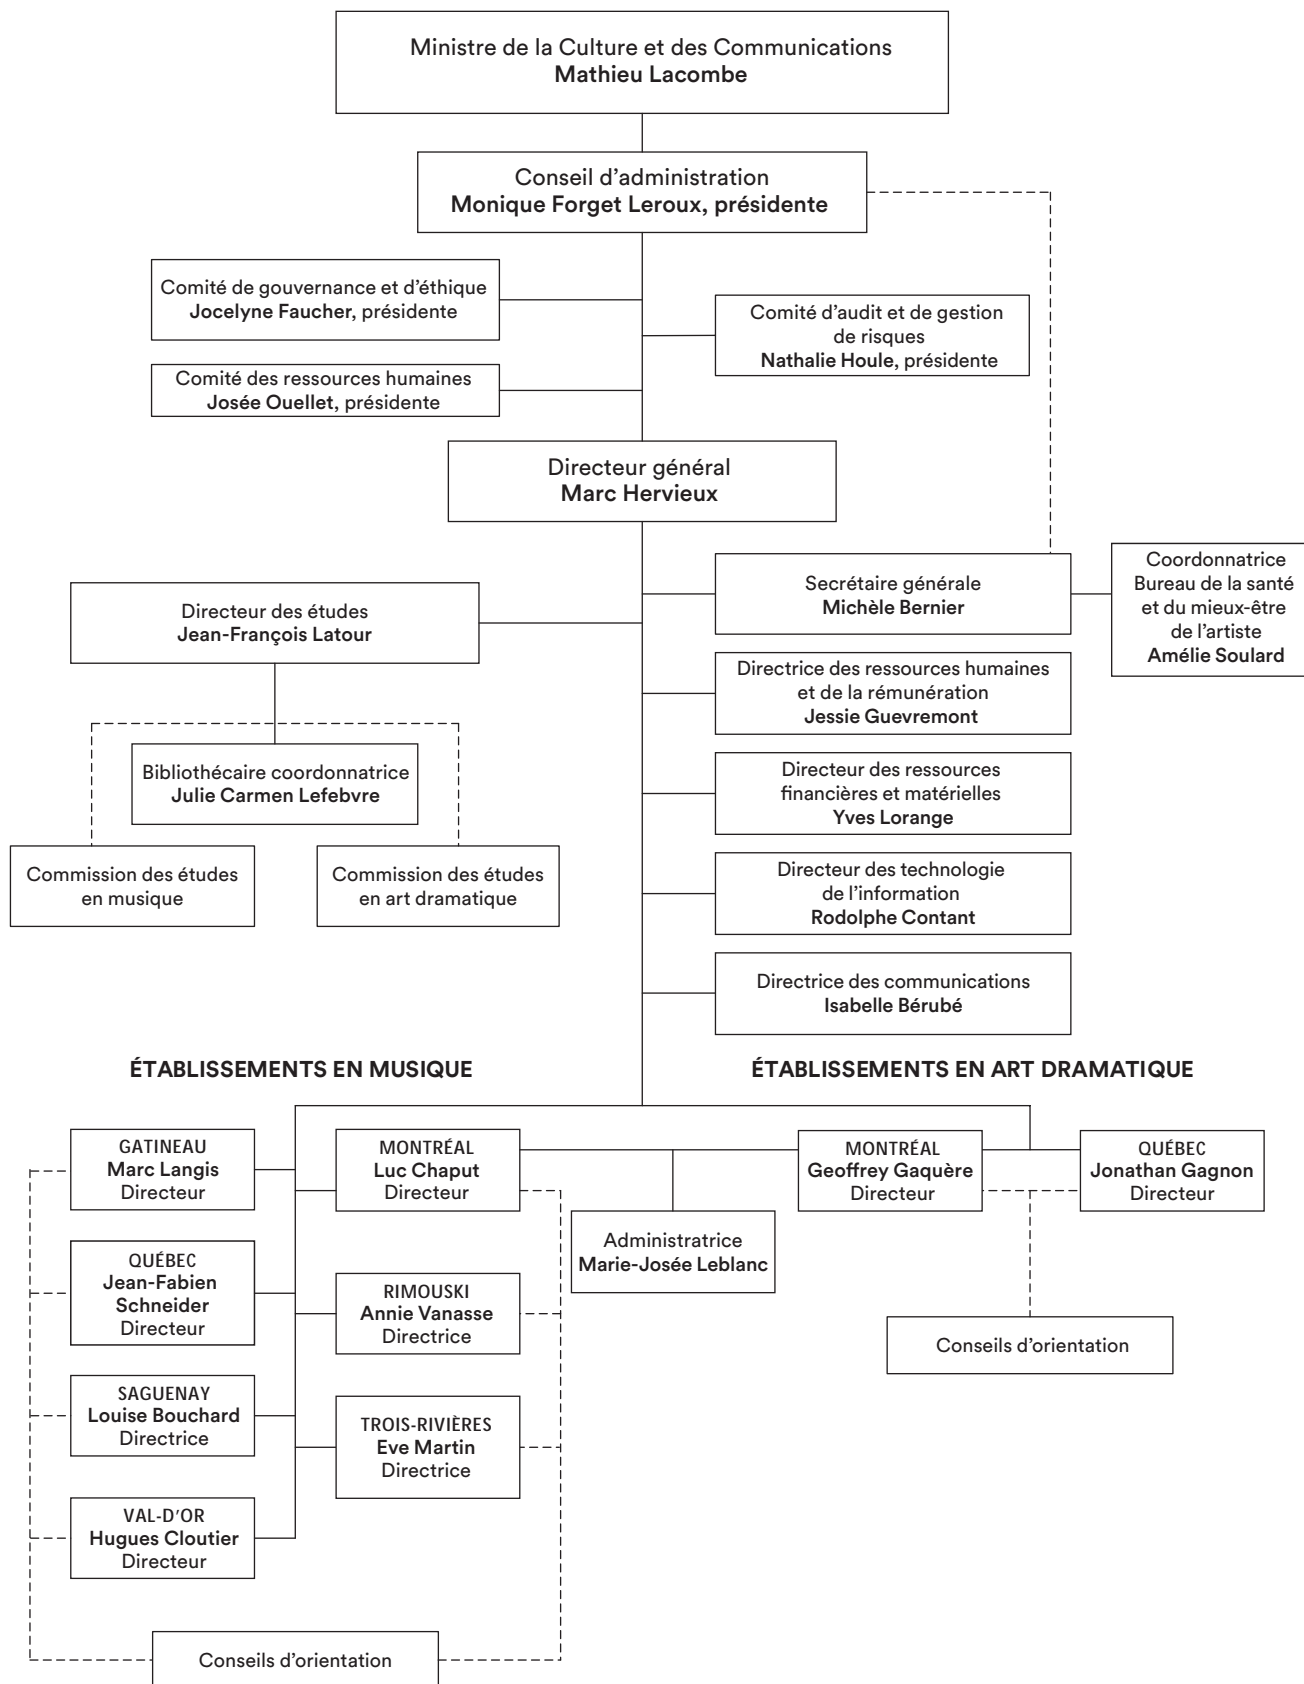 Ministre de la Culture et des Communications
Mathieu Lacombe
Conseil d’administration
Monique Forget Leroux, présidente
Comité de gouvernance et d’éthique
Jocelyne Faucher, présidente
Comité d’audit et de gestion
de risques
Nathalie Houle, présidente
Comité des ressources humaines
Josée Ouellet, présidente
Directeur général
Marc Hervieux
Secrétaire générale
Michèle Bernier
Coordonnatrice
Bureau de la santé
et du mieux-être
de l’artiste
Amélie Soulard
Directeur des études
Jean-François Latour
Directrice des ressources humaines
et de la rémunération
Jessie Guevremont
Bibliothécaire coordonnatrice
Julie Carmen Lefebvre
Directeur des ressources
financières et matérielles
Yves Lorange
Commission des études
en musique
Commission des études
en art dramatique
Directeur des technologie
de l’information
Rodolphe Contant
Directrice des communications
Isabelle Bérubé
ÉTABLISSEMENTS EN MUSIQUE
ÉTABLISSEMENTS EN ART DRAMATIQUE
GATINEAU
Marc Langis
Directeur
MONTRÉAL
Luc Chaput
Directeur
MONTRÉAL
Geoffrey Gaquère
Directeur
QUÉBEC
Jonathan Gagnon
Directeur
Administratrice
Marie-Josée Leblanc
QUÉBEC
Jean-Fabien
Schneider
Directeur
RIMOUSKI
Annie Vanasse
Directrice
Conseils d’orientation
SAGUENAY
Louise Bouchard
Directrice
TROIS-RIVIÈRES
Eve Martin
Directrice
VAL-D’OR
Hugues Cloutier
Directeur
Conseils d’orientation